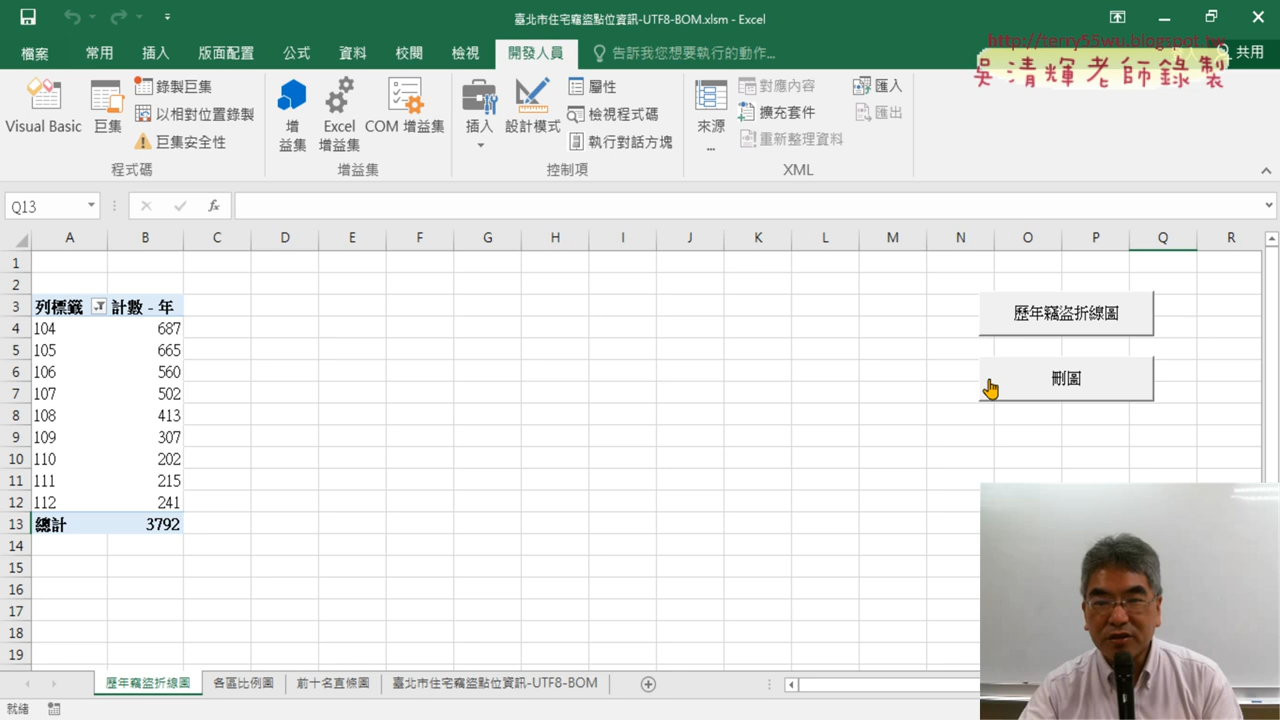 臺北市住宅竊盜點位資訊-UTF8-BOM.xlsm - Excel
檔案 常用 插入 版面配置 公式 資料 校閱 檢視 開發人員 告訴我您想要執行的動作... 共用
http://terry55wu.blogspot.tw
吳清輝老師錄製
Visual Basic 巨集 錄製巨集 以相對位置錄製 巨集安全性
程式碼
增益集 Excel 增益集 COM 增益集
增益集
插入 設計模式 屬性 檢視程式碼 執行對話方塊
控制項
來源 ... 對應內容 擴充套件 重新整理資料 匯入 匯出
XML
Q13 fx
A B C D E F G H I J K L M N O P Q R
1
2
3 列標籤 計數 - 年
4 104 687
5 105 665
6 106 560
7 107 502
8 108 413
9 109 307
10 110 202
11 111 215
12 112 241
13 總計 3792
14
15
16
17
18
19
歷年竊盜折線圖
刪圖
歷年竊盜折線圖 各區比例圖 前十名直條圖 臺北市住宅竊盜點位資訊-UTF8-BOM
就緒